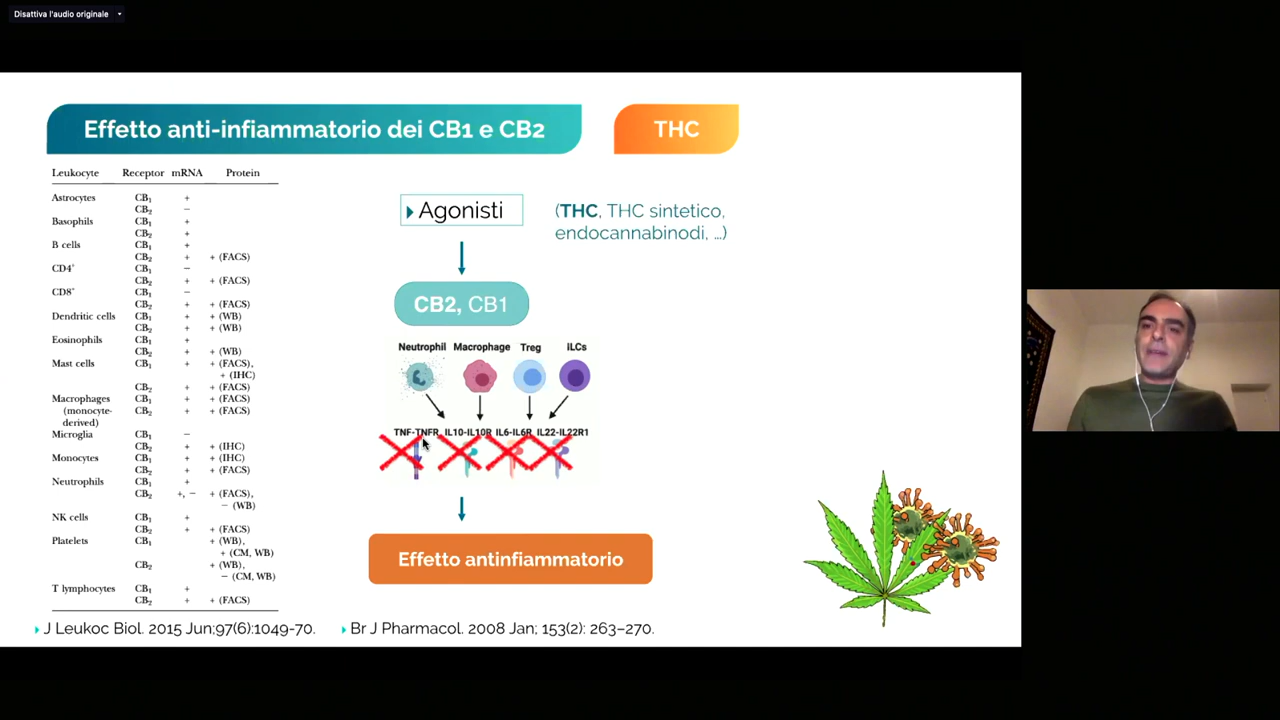 Disattiva l'audio originale
Effetto anti-infiammatorio dei CB1 e CB2
THC
Leukocyte Receptor mRNA Protein
Astrocytes CB1 +
CB2 −
Basophils CB1 +
CB2 +
B cells CB1 +
CB2 + + (FACS)
CD4+ CB1 −
CB2 + + (FACS)
CD8+ CB1 −
CB2 + + (FACS)
Dendritic cells CB1 + + (WB)
CB2 + + (WB)
Eosinophils CB1 +
CB2 + + (WB)
Mast cells CB1 + + (FACS),
+ (IHC)
CB2 + + (FACS)
Macrophages CB1 + + (FACS)
(monocyte- CB2 + + (FACS)
derived)
Microglia CB1 −
CB2 + + (IHC)
Monocytes CB1 + + (IHC)
CB2 + + (FACS)
Neutrophils CB1 +
CB2 +, − + (FACS),
− (WB)
NK cells CB1 +
CB2 + + (FACS)
Platelets CB1 + (WB),
+ (CM, WB)
CB2 + (WB),
− (CM, WB)
T lymphocytes CB1 +
CB2 + + (FACS)
Agonisti
(THC, THC sintetico,
endocannabinodi, ...)
CB2, CB1
Neutrophil Macrophage Treg iLCs
TNF-TNFR IL10-IL10R IL6-IL6R IL22-IL22R1
Effetto antinfiammatorio
J Leukoc Biol. 2015 Jun;97(6):1049-70.
Br J Pharmacol. 2008 Jan; 153(2): 263–270.